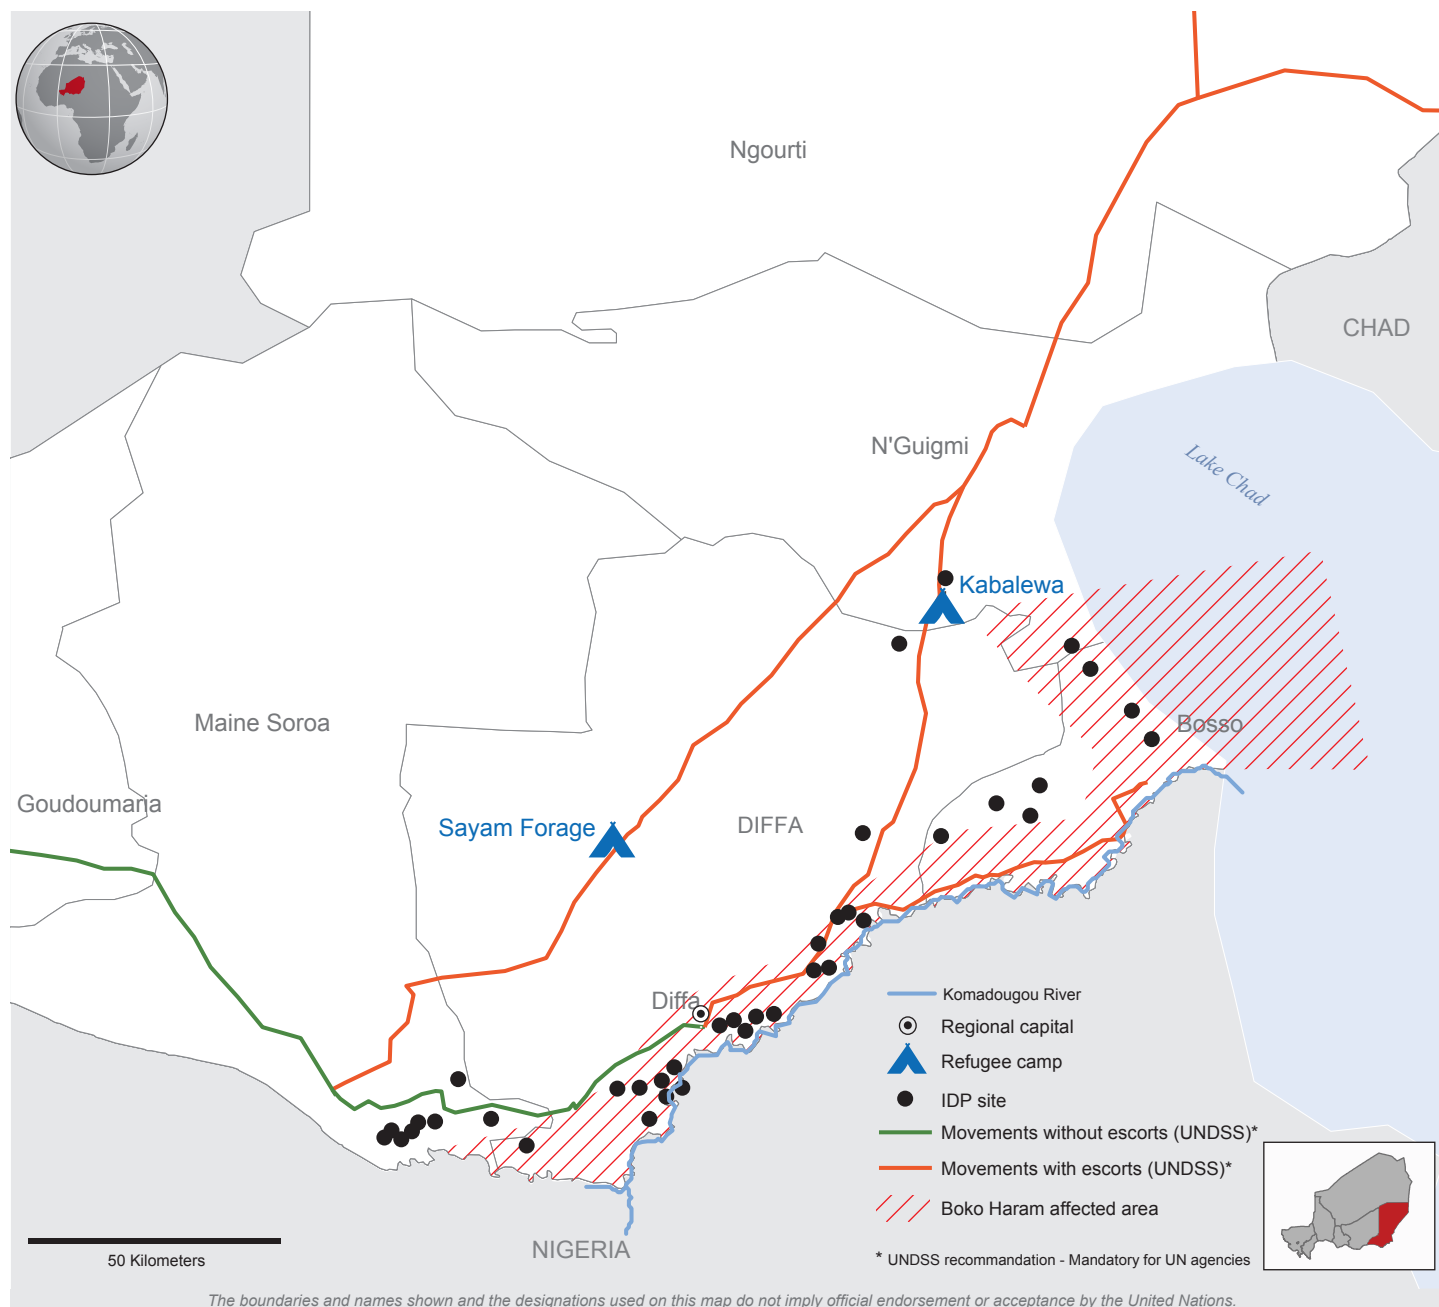 Ngourti
CHAD
N'Guigmi
Lake Chad
Kabalewa
Maine Soroa
Bosso
Goudoumaria
Sayam Forage
DIFFA
Diffa
Komadougou River
Regional capital
Refugee camp
IDP site
Movements without escorts (UNDSS)*
Movements with escorts (UNDSS)*
Boko Haram affected area
NIGERIA
50 Kilometers
* UNDSS recommandation - Mandatory for UN agencies
The boundaries and names shown and the designations used on this map do not imply official endorsement or acceptance by the United Nations.